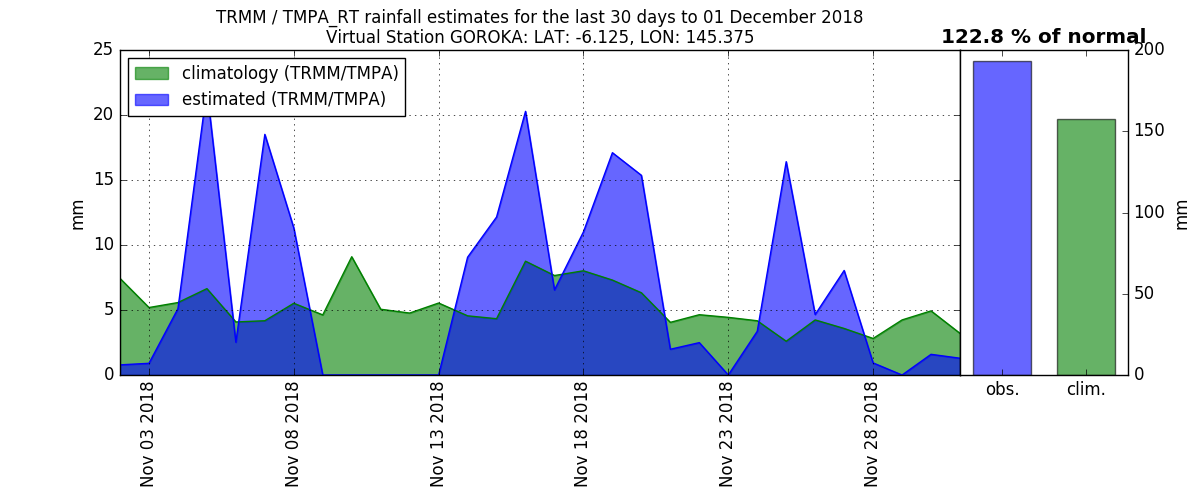 TRMM / TMPA_RT rainfall estimates for the last 30 days to 01 December 2018
Virtual Station GOROKA: LAT: -6.125, LON: 145.375
122.8 % of normal
climatology (TRMM/TMPA)
estimated (TRMM/TMPA)
25
20
15
10
5
0
mm
Nov 03 2018
Nov 08 2018
Nov 13 2018
Nov 18 2018
Nov 23 2018
Nov 28 2018
obs.
clim.
200
150
100
50
0
mm